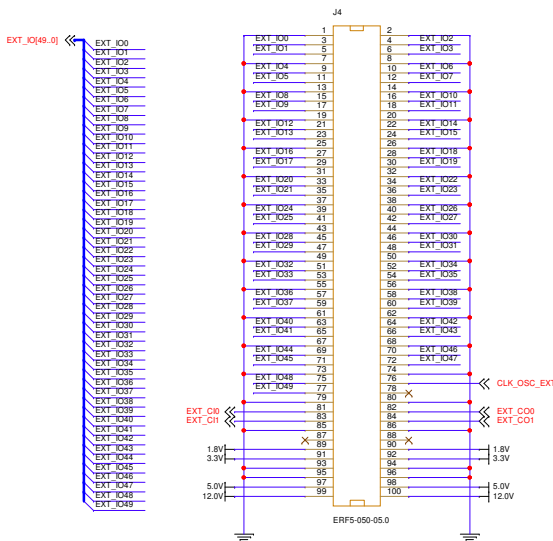 J4
EXT_IO[49..0]
EXT_IO0
EXT_IO1
EXT_IO2
EXT_IO3
EXT_IO4
EXT_IO5
EXT_IO6
EXT_IO7
EXT_IO8
EXT_IO9
EXT_IO10
EXT_IO11
EXT_IO12
EXT_IO13
EXT_IO14
EXT_IO15
EXT_IO16
EXT_IO17
EXT_IO18
EXT_IO19
EXT_IO20
EXT_IO21
EXT_IO22
EXT_IO23
EXT_IO24
EXT_IO25
EXT_IO26
EXT_IO27
EXT_IO28
EXT_IO29
EXT_IO30
EXT_IO31
EXT_IO32
EXT_IO33
EXT_IO34
EXT_IO35
EXT_IO36
EXT_IO37
EXT_IO38
EXT_IO39
EXT_IO40
EXT_IO41
EXT_IO42
EXT_IO43
EXT_IO44
EXT_IO45
EXT_IO46
EXT_IO47
EXT_IO48
EXT_IO49
1 2
EXT_IO0 3 4 EXT_IO2
EXT_IO1 5 6 EXT_IO3
7 8
EXT_IO4 9 10 EXT_IO6
EXT_IO5 11 12 EXT_IO7
13 14
EXT_IO8 15 16 EXT_IO10
EXT_IO9 17 18 EXT_IO11
19 20
EXT_IO12 21 22 EXT_IO14
EXT_IO13 23 24 EXT_IO15
25 26
EXT_IO16 27 28 EXT_IO18
EXT_IO17 29 30 EXT_IO19
31 32
EXT_IO20 33 34 EXT_IO22
EXT_IO21 35 36 EXT_IO23
37 38
EXT_IO24 39 40 EXT_IO26
EXT_IO25 41 42 EXT_IO27
43 44
EXT_IO28 45 46 EXT_IO30
EXT_IO29 47 48 EXT_IO31
49 50
EXT_IO32 51 52 EXT_IO34
EXT_IO33 53 54 EXT_IO35
55 56
EXT_IO36 57 58 EXT_IO38
EXT_IO37 59 60 EXT_IO39
61 62
EXT_IO40 63 64 EXT_IO42
EXT_IO41 65 66 EXT_IO43
67 68
EXT_IO44 69 70 EXT_IO46
EXT_IO45 71 72 EXT_IO47
73 74
EXT_IO48 75 76 CLK_OSC_EXT
EXT_IO49 77 78
79 80
EXT_CI0 81 82 EXT_CO0
EXT_CI1 83 84 EXT_CO1
85 86
87 88
1.8V 89 90 1.8V
3.3V 91 92 3.3V
93 94
95 96
5.0V 97 98 5.0V
12.0V 99 100 12.0V
ERF5-050-05.0